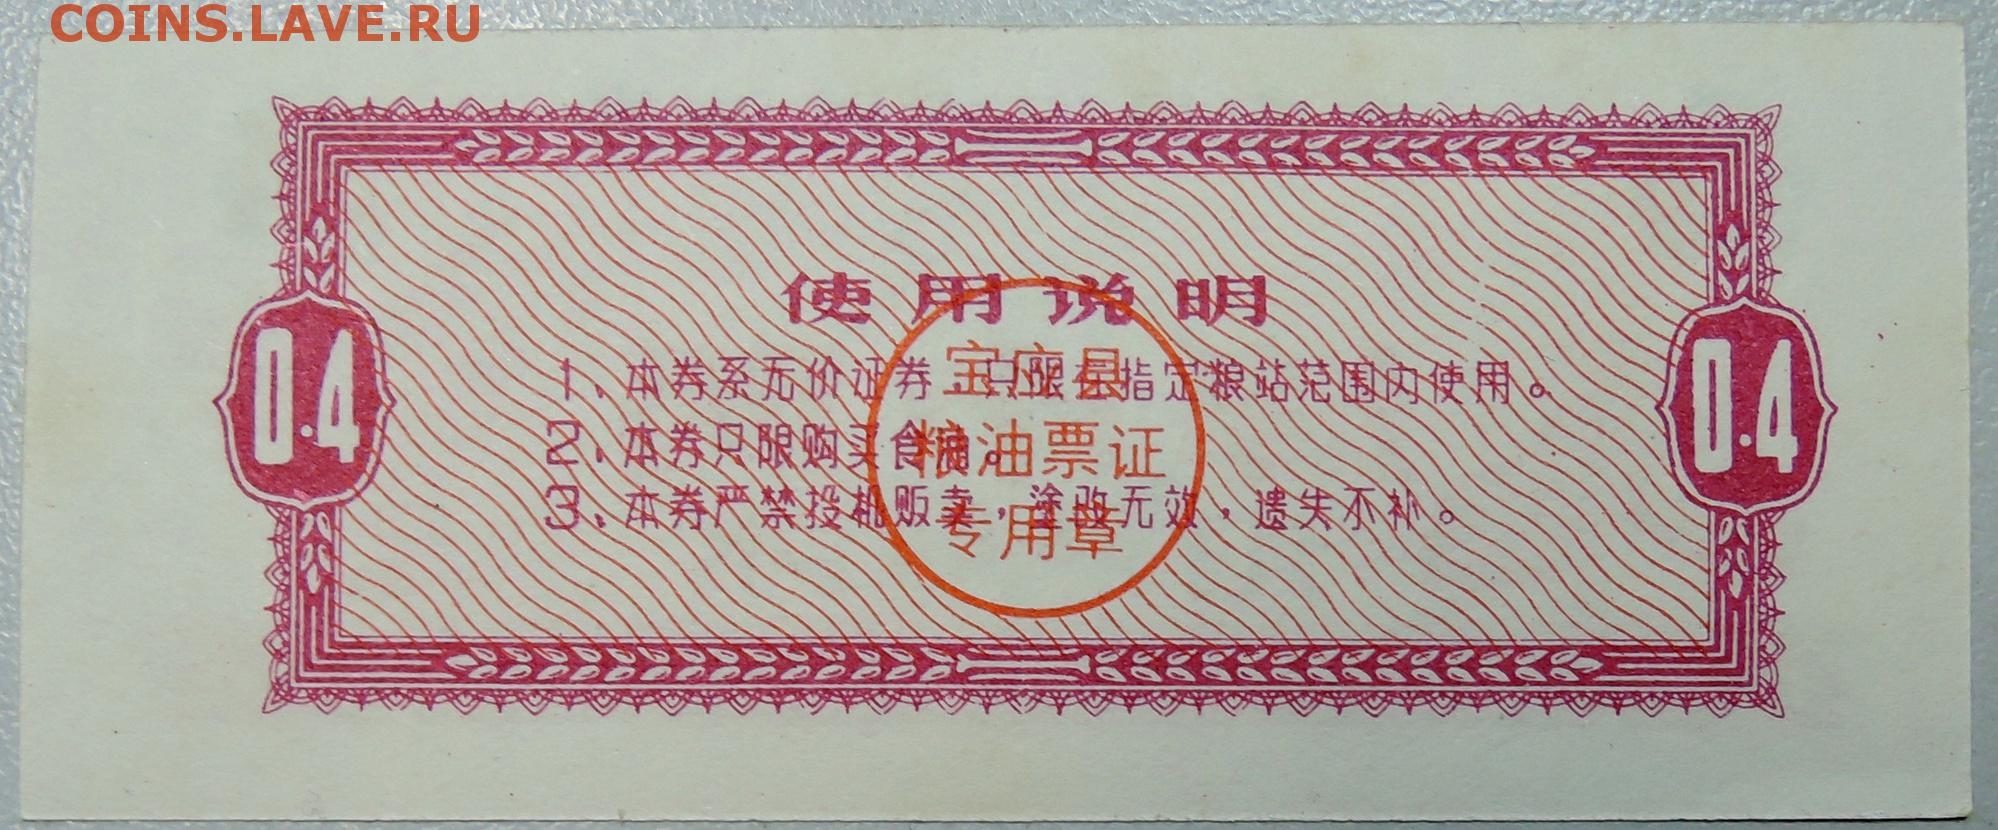 COINS.LAVE.RU
使用说明
0.4
0.4
1、本券系无价证券 只限在指定粮站范围内使用。
2、本券只限购买食油。
3、本券严禁投机贩卖，涂改无效，遗失不补。
县
粮油票证
专用章